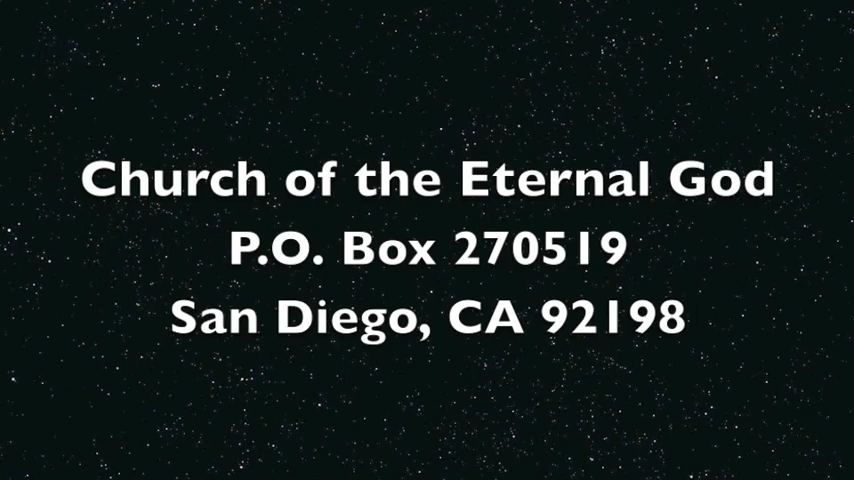 Church of the Eternal God
P.O. Box 270519
San Diego, CA 92198